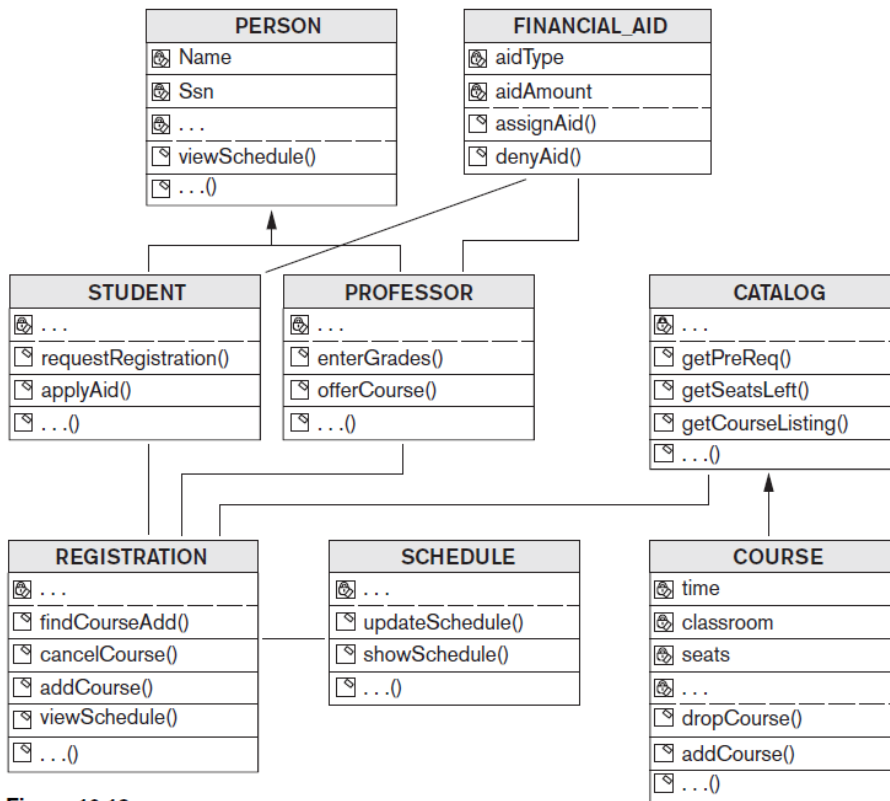 PERSON
Name
Ssn
. . .
viewSchedule()
. . .()
FINANCIAL_AID
aidType
aidAmount
assignAid()
denyAid()
STUDENT
. . .
requestRegistration()
applyAid()
. . .()
PROFESSOR
. . .
enterGrades()
offerCourse()
. . .()
CATALOG
. . .
getPreReq()
getSeatsLeft()
getCourseListing()
. . .()
REGISTRATION
. . .
findCourseAdd()
cancelCourse()
addCourse()
viewSchedule()
. . .()
SCHEDULE
. . .
updateSchedule()
showSchedule()
. . .()
COURSE
time
classroom
seats
. . .
dropCourse()
addCourse()
. . .()